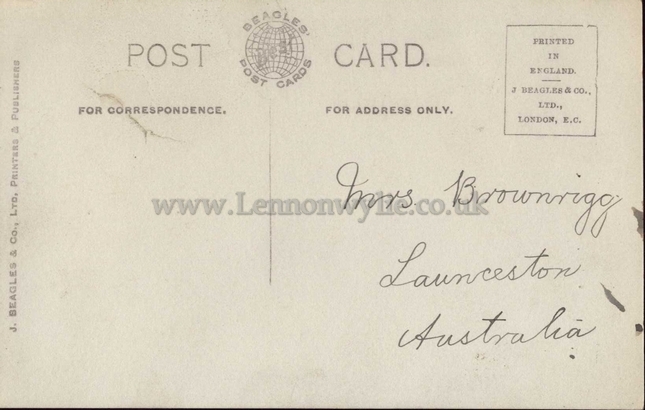 POST CARD.
BEAGLES'
Best
POST CARDS
PRINTED
IN
ENGLAND.
J BEAGLES & CO.,
LTD.,
LONDON, E.C.
FOR CORRESPONDENCE.
FOR ADDRESS ONLY.
J. BEAGLES & CO., LTD, PRINTERS & PUBLISHERS
www.Lennonwylie.co.uk
Mrs. Brownrigg
Launceston
Australia